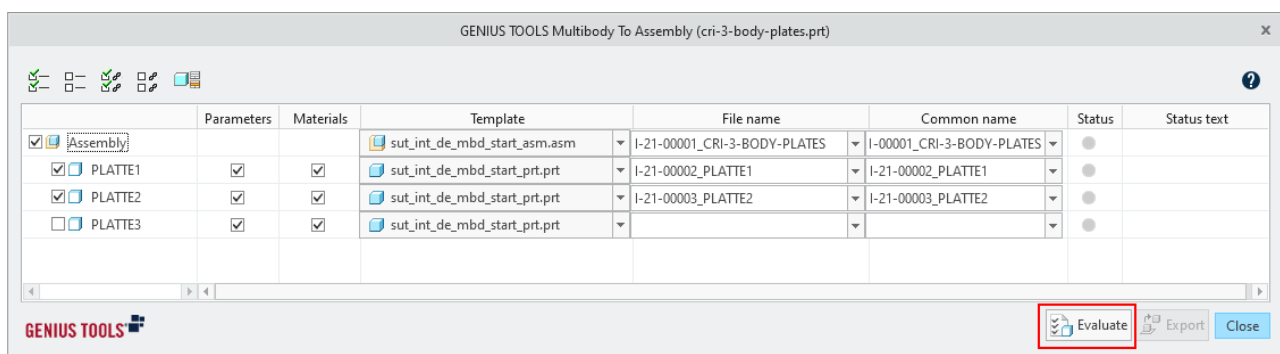 GENIUS TOOLS Multibody To Assembly (cri-3-body-plates.prt) x
?
Parameters Materials Template File name Common name Status Status text
Assembly sut_int_de_mbd_start_asm.asm I-21-00001_CRI-3-BODY-PLATES I-00001_CRI-3-BODY-PLATES
PLATTE1 sut_int_de_mbd_start_prt.prt I-21-00002_PLATTE1 I-21-00002_PLATTE1
PLATTE2 sut_int_de_mbd_start_prt.prt I-21-00003_PLATTE2 I-21-00003_PLATTE2
PLATTE3 sut_int_de_mbd_start_prt.prt
GENIUS TOOLS Evaluate Export Close